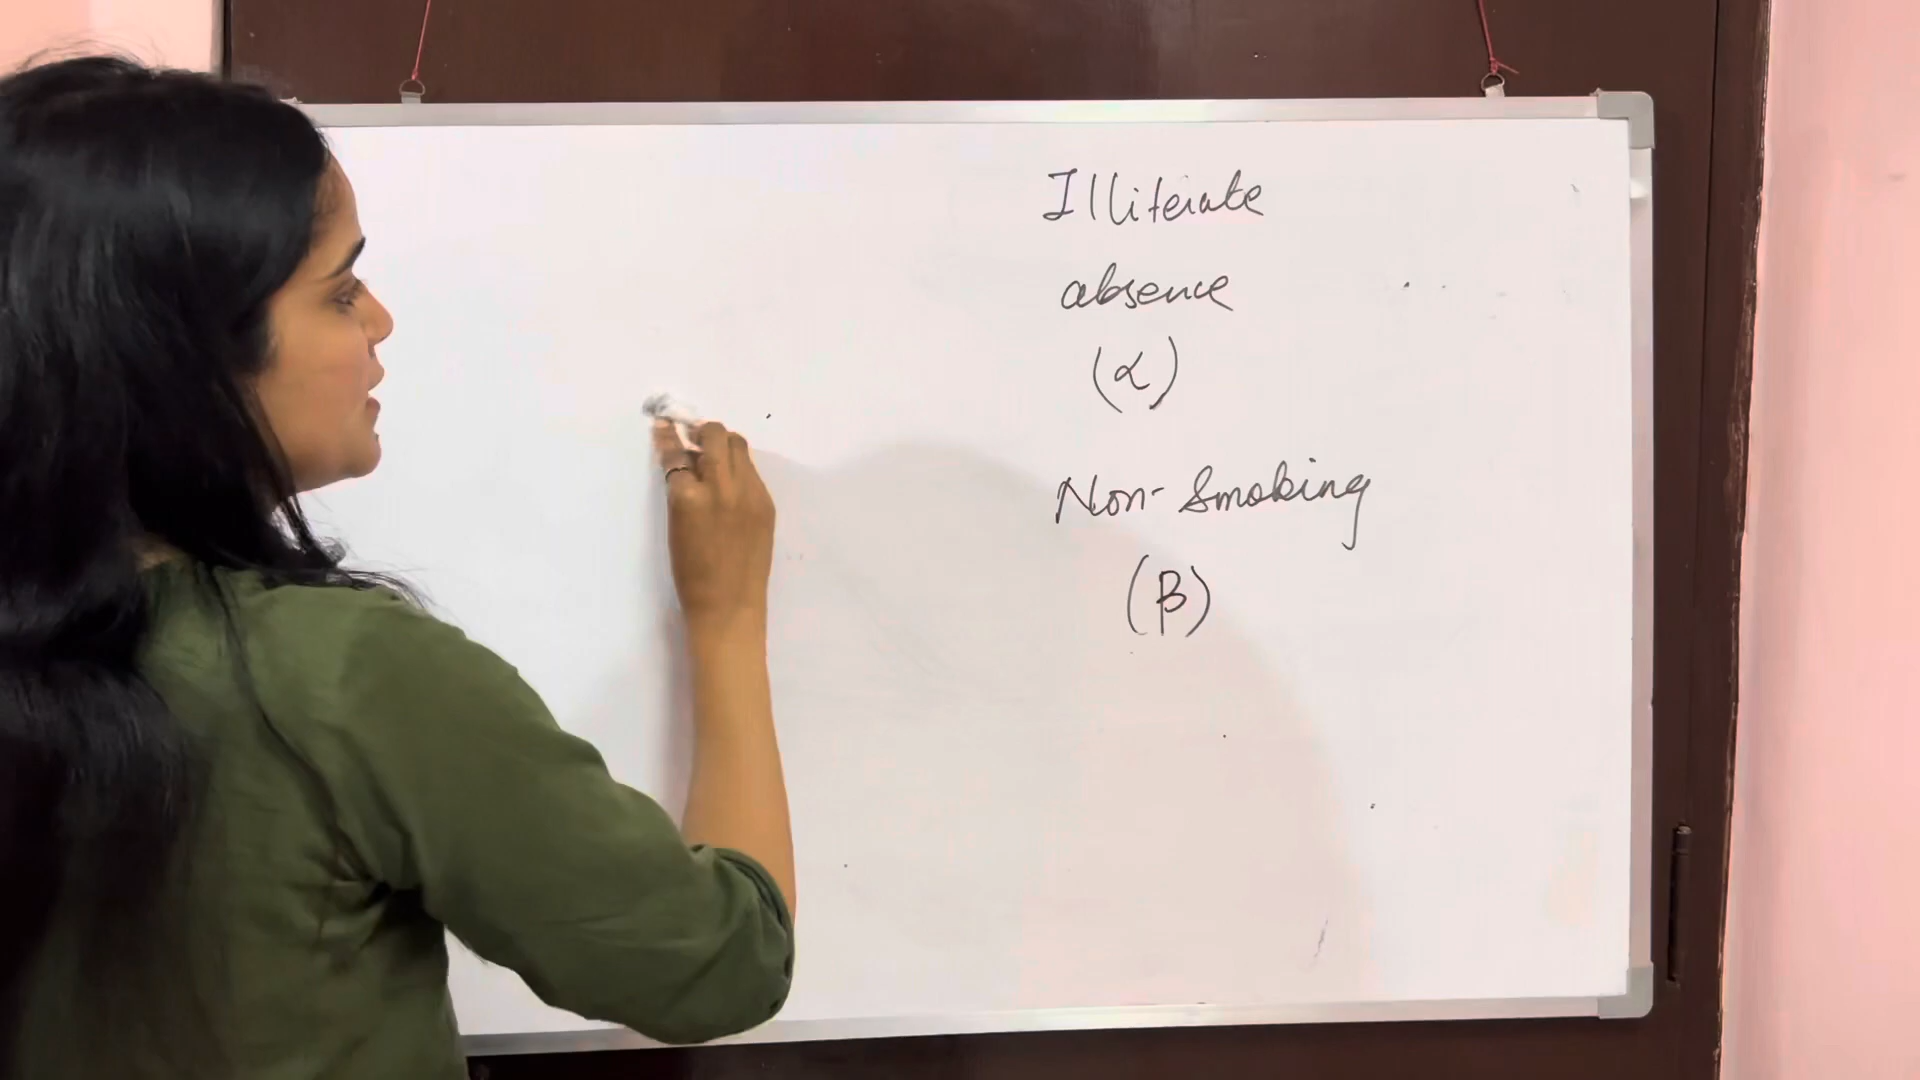 Illiterate
absence
(α)
Non-Smoking
(β)